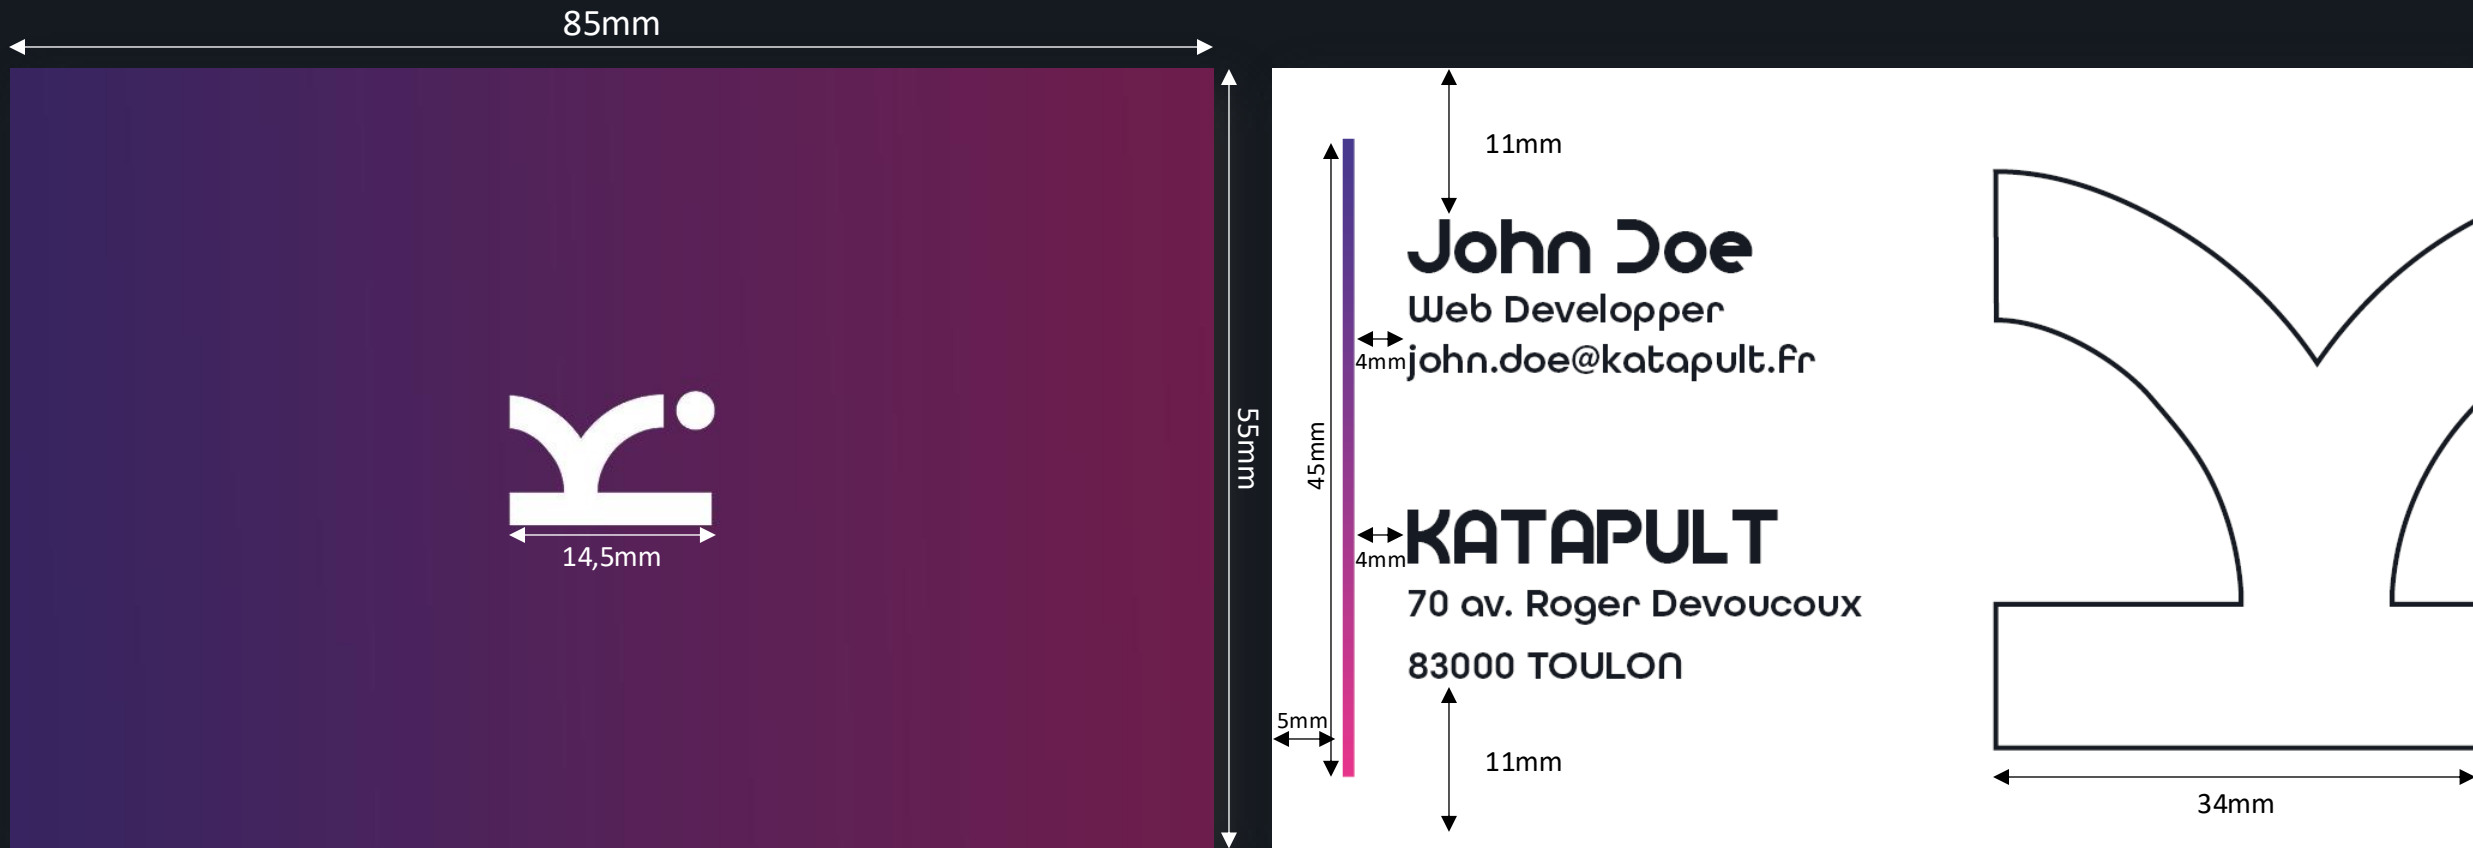 85mm
55mm
14,5mm
11mm
John Doe
Web Developper
4mm
john.doe@katapult.fr
45mm
KATAPULT
4mm
70 av. Roger Devoucoux
83000 TOULON
5mm
11mm
34mm